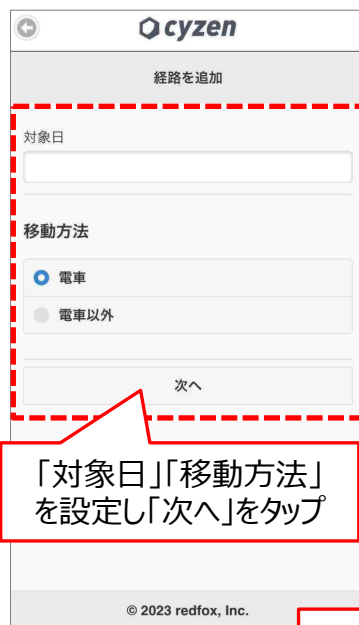 cyzen
経路を追加
対象日
移動方法
電車
電車以外
次へ
「対象日」「移動方法」
を設定し「次へ」をタップ
© 2023 redfox, Inc.